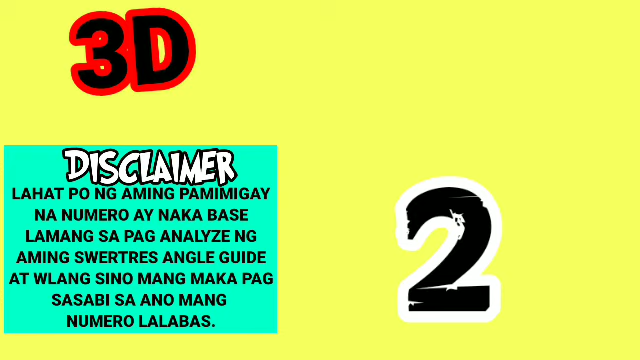 3D
DISCLAIMER
LAHAT PO NG AMING PAMIMIGAY
NA NUMERO AY NAKA BASE
LAMANG SA PAG ANALYZE NG
AMING SWERTRES ANGLE GUIDE
AT WLANG SINO MANG MAKA PAG
SASABI SA ANO MANG
NUMERO LALABAS.
2